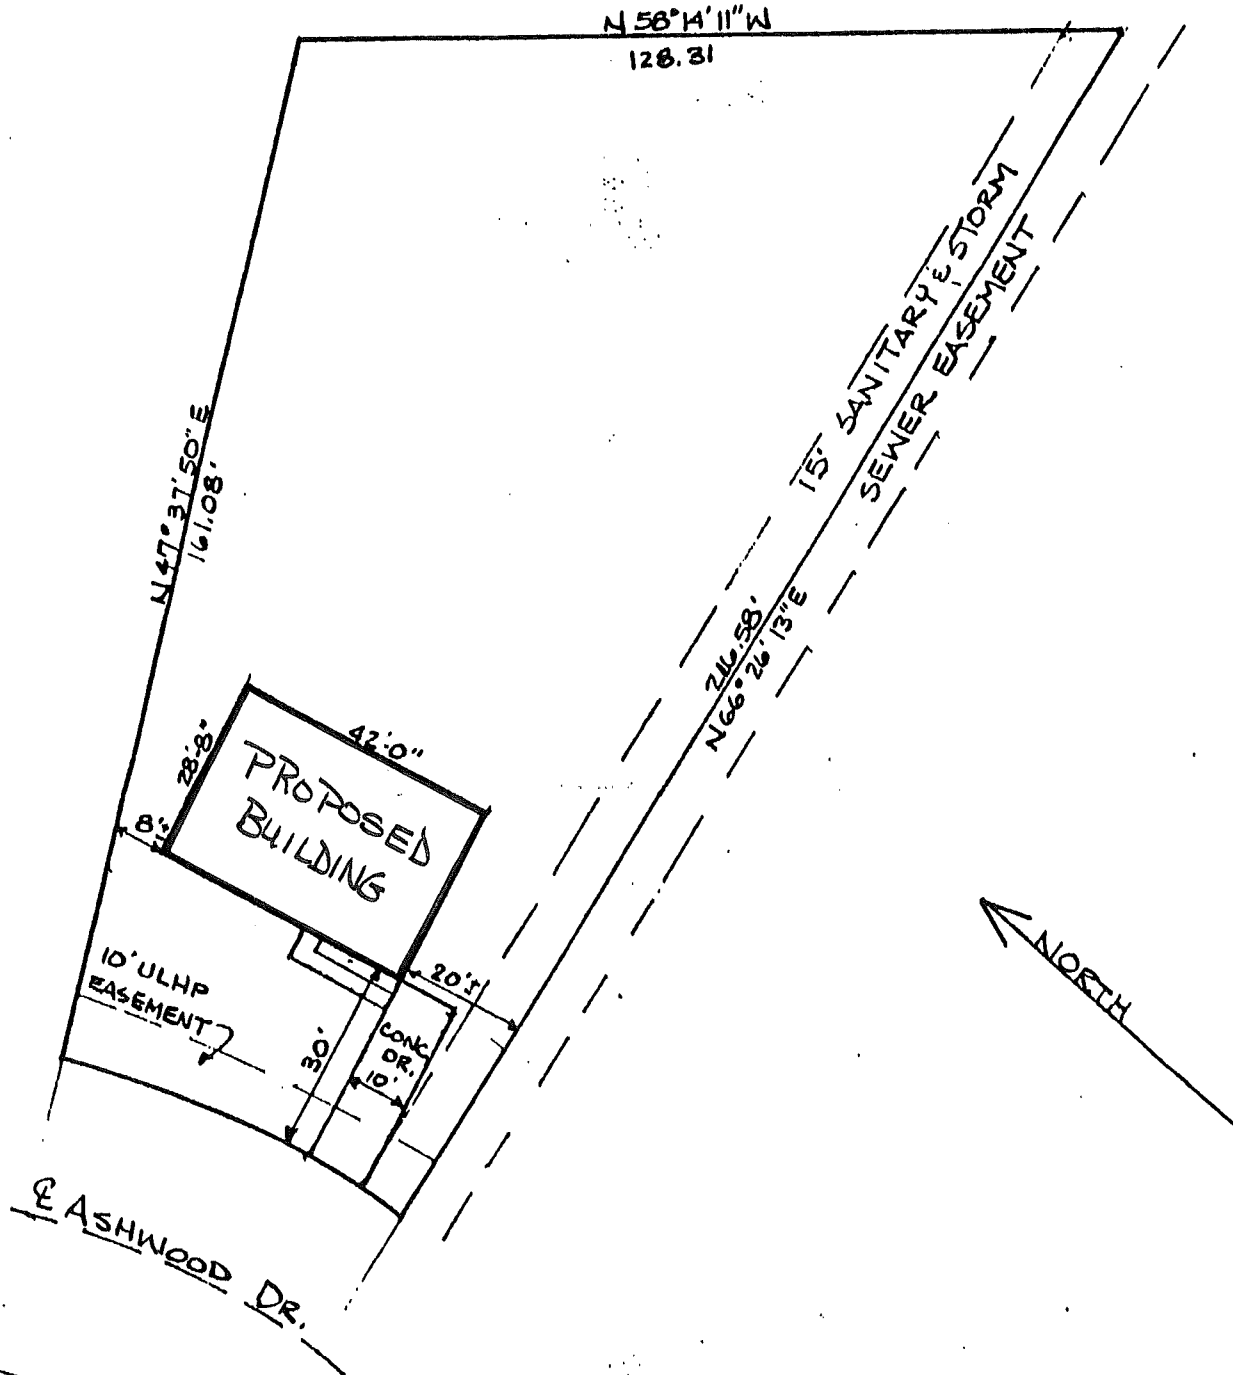 N 58° 14' 11" W
128.31
15' SANITARY & STORM
SEWER EASEMENT
N 47° 37' 50" E
161.08'
216.58'
N 66° 26' 13" E
42'-0"
28'-8"
PROPOSED
BUILDING
8'±
20'±
10' ULHP
EASEMENT
30'
CONC.
DR.
10'
NORTH
℄ ASHWOOD DR.